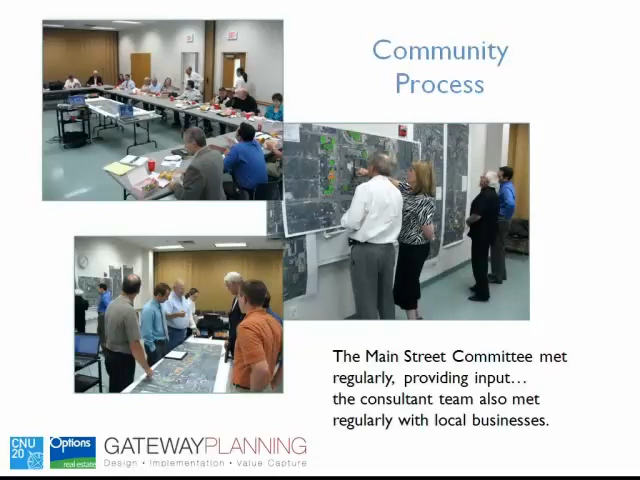 Community
Process
The Main Street Committee met
regularly, providing input…
the consultant team also met
regularly with local businesses.
CNU
20
Options
real estate
GATEWAYPLANNING
Design • Implementation • Value Capture